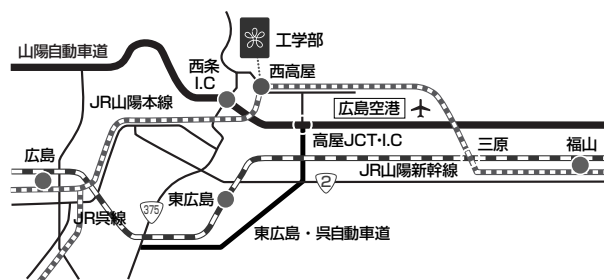 工学部
山陽自動車道
西条
I.C
西高屋
JR山陽本線
広島空港
高屋JCT・I.C
三原
福山
広島
JR山陽新幹線
2
東広島
375
JR呉線
東広島・呉自動車道